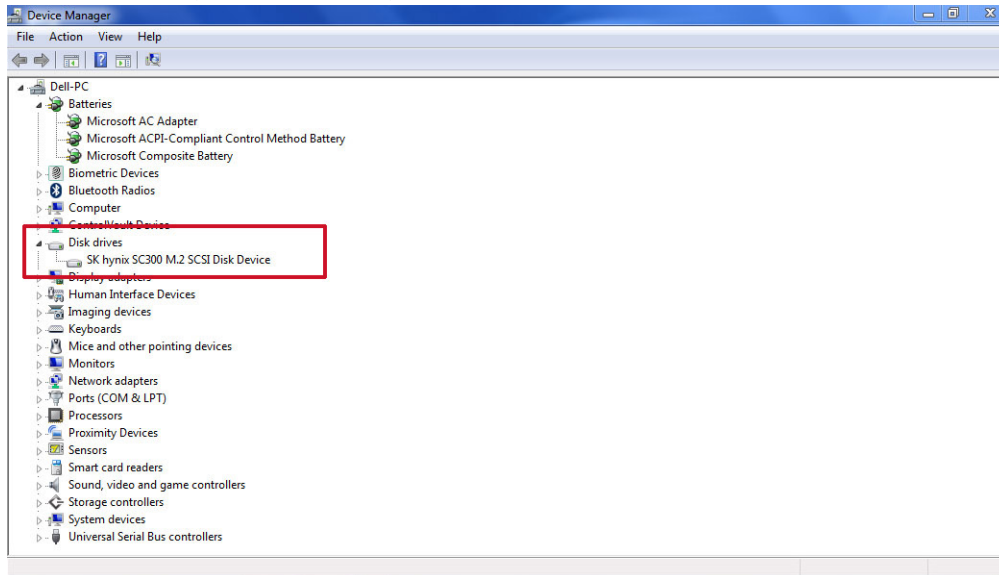 Device Manager
File Action View Help
Dell-PC
Batteries
Microsoft AC Adapter
Microsoft ACPI-Compliant Control Method Battery
Microsoft Composite Battery
Biometric Devices
Bluetooth Radios
Computer
ControlVault Device
Disk drives
SK hynix SC300 M.2 SCSI Disk Device
Display adapters
Human Interface Devices
Imaging devices
Keyboards
Mice and other pointing devices
Monitors
Network adapters
Ports (COM & LPT)
Processors
Proximity Devices
Sensors
Smart card readers
Sound, video and game controllers
Storage controllers
System devices
Universal Serial Bus controllers